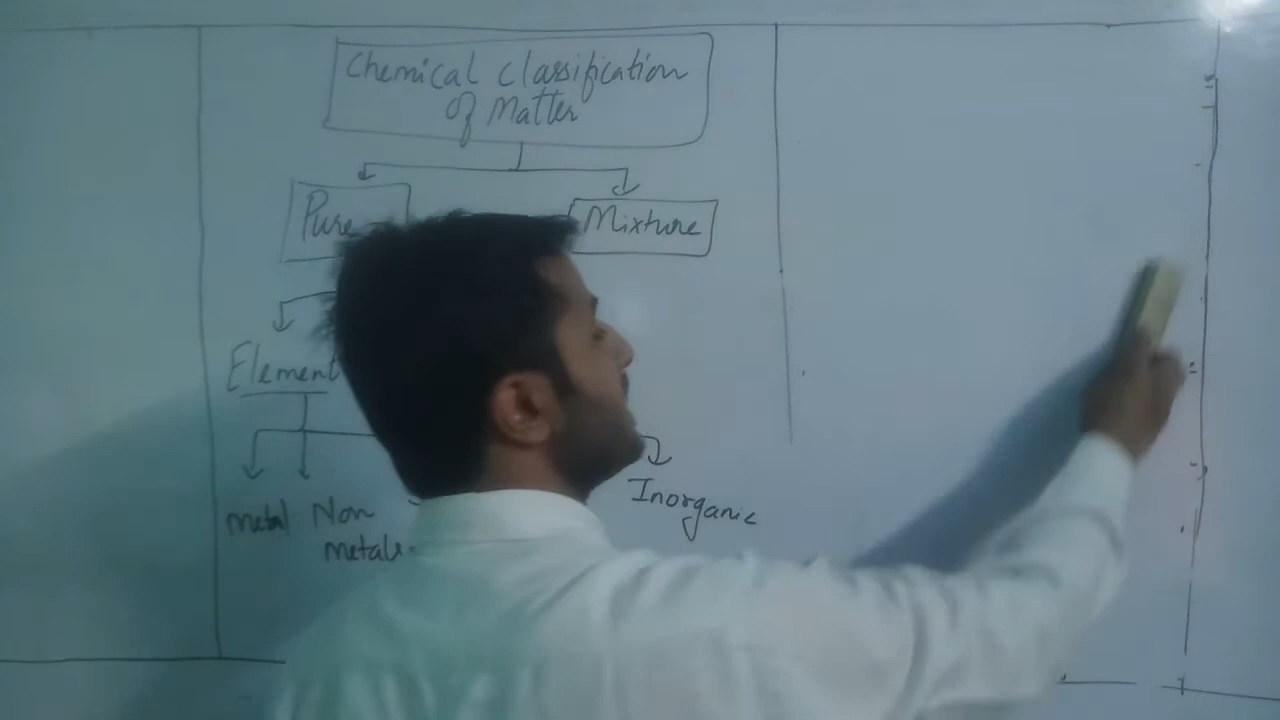 Chemical classification
of Matter
Pure
Mixture
Element
Metal Non
metals
Inorganic